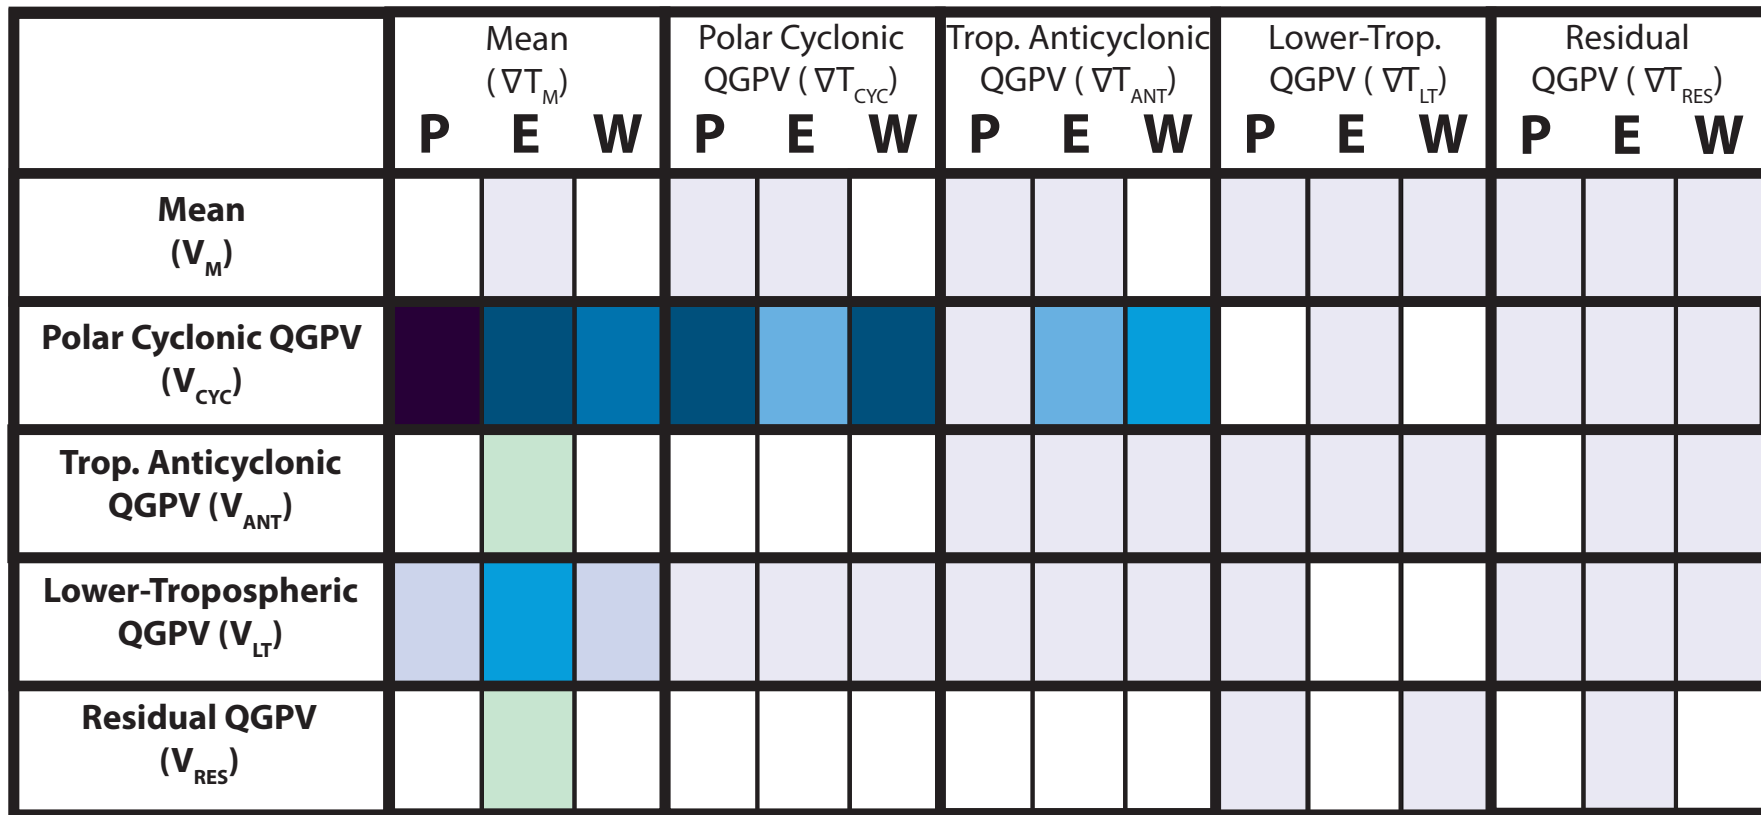 Mean
(∇T_M)
P E W
Polar Cyclonic
QGPV (∇T_CYC)
P E W
Trop. Anticyclonic
QGPV (∇T_ANT)
P E W
Lower-Trop.
QGPV (∇T_LT)
P E W
Residual
QGPV (∇T_RES)
P E W
Mean
(V_M)
Polar Cyclonic QGPV
(V_CYC)
Trop. Anticyclonic
QGPV (V_ANT)
Lower-Tropospheric
QGPV (V_LT)
Residual QGPV
(V_RES)